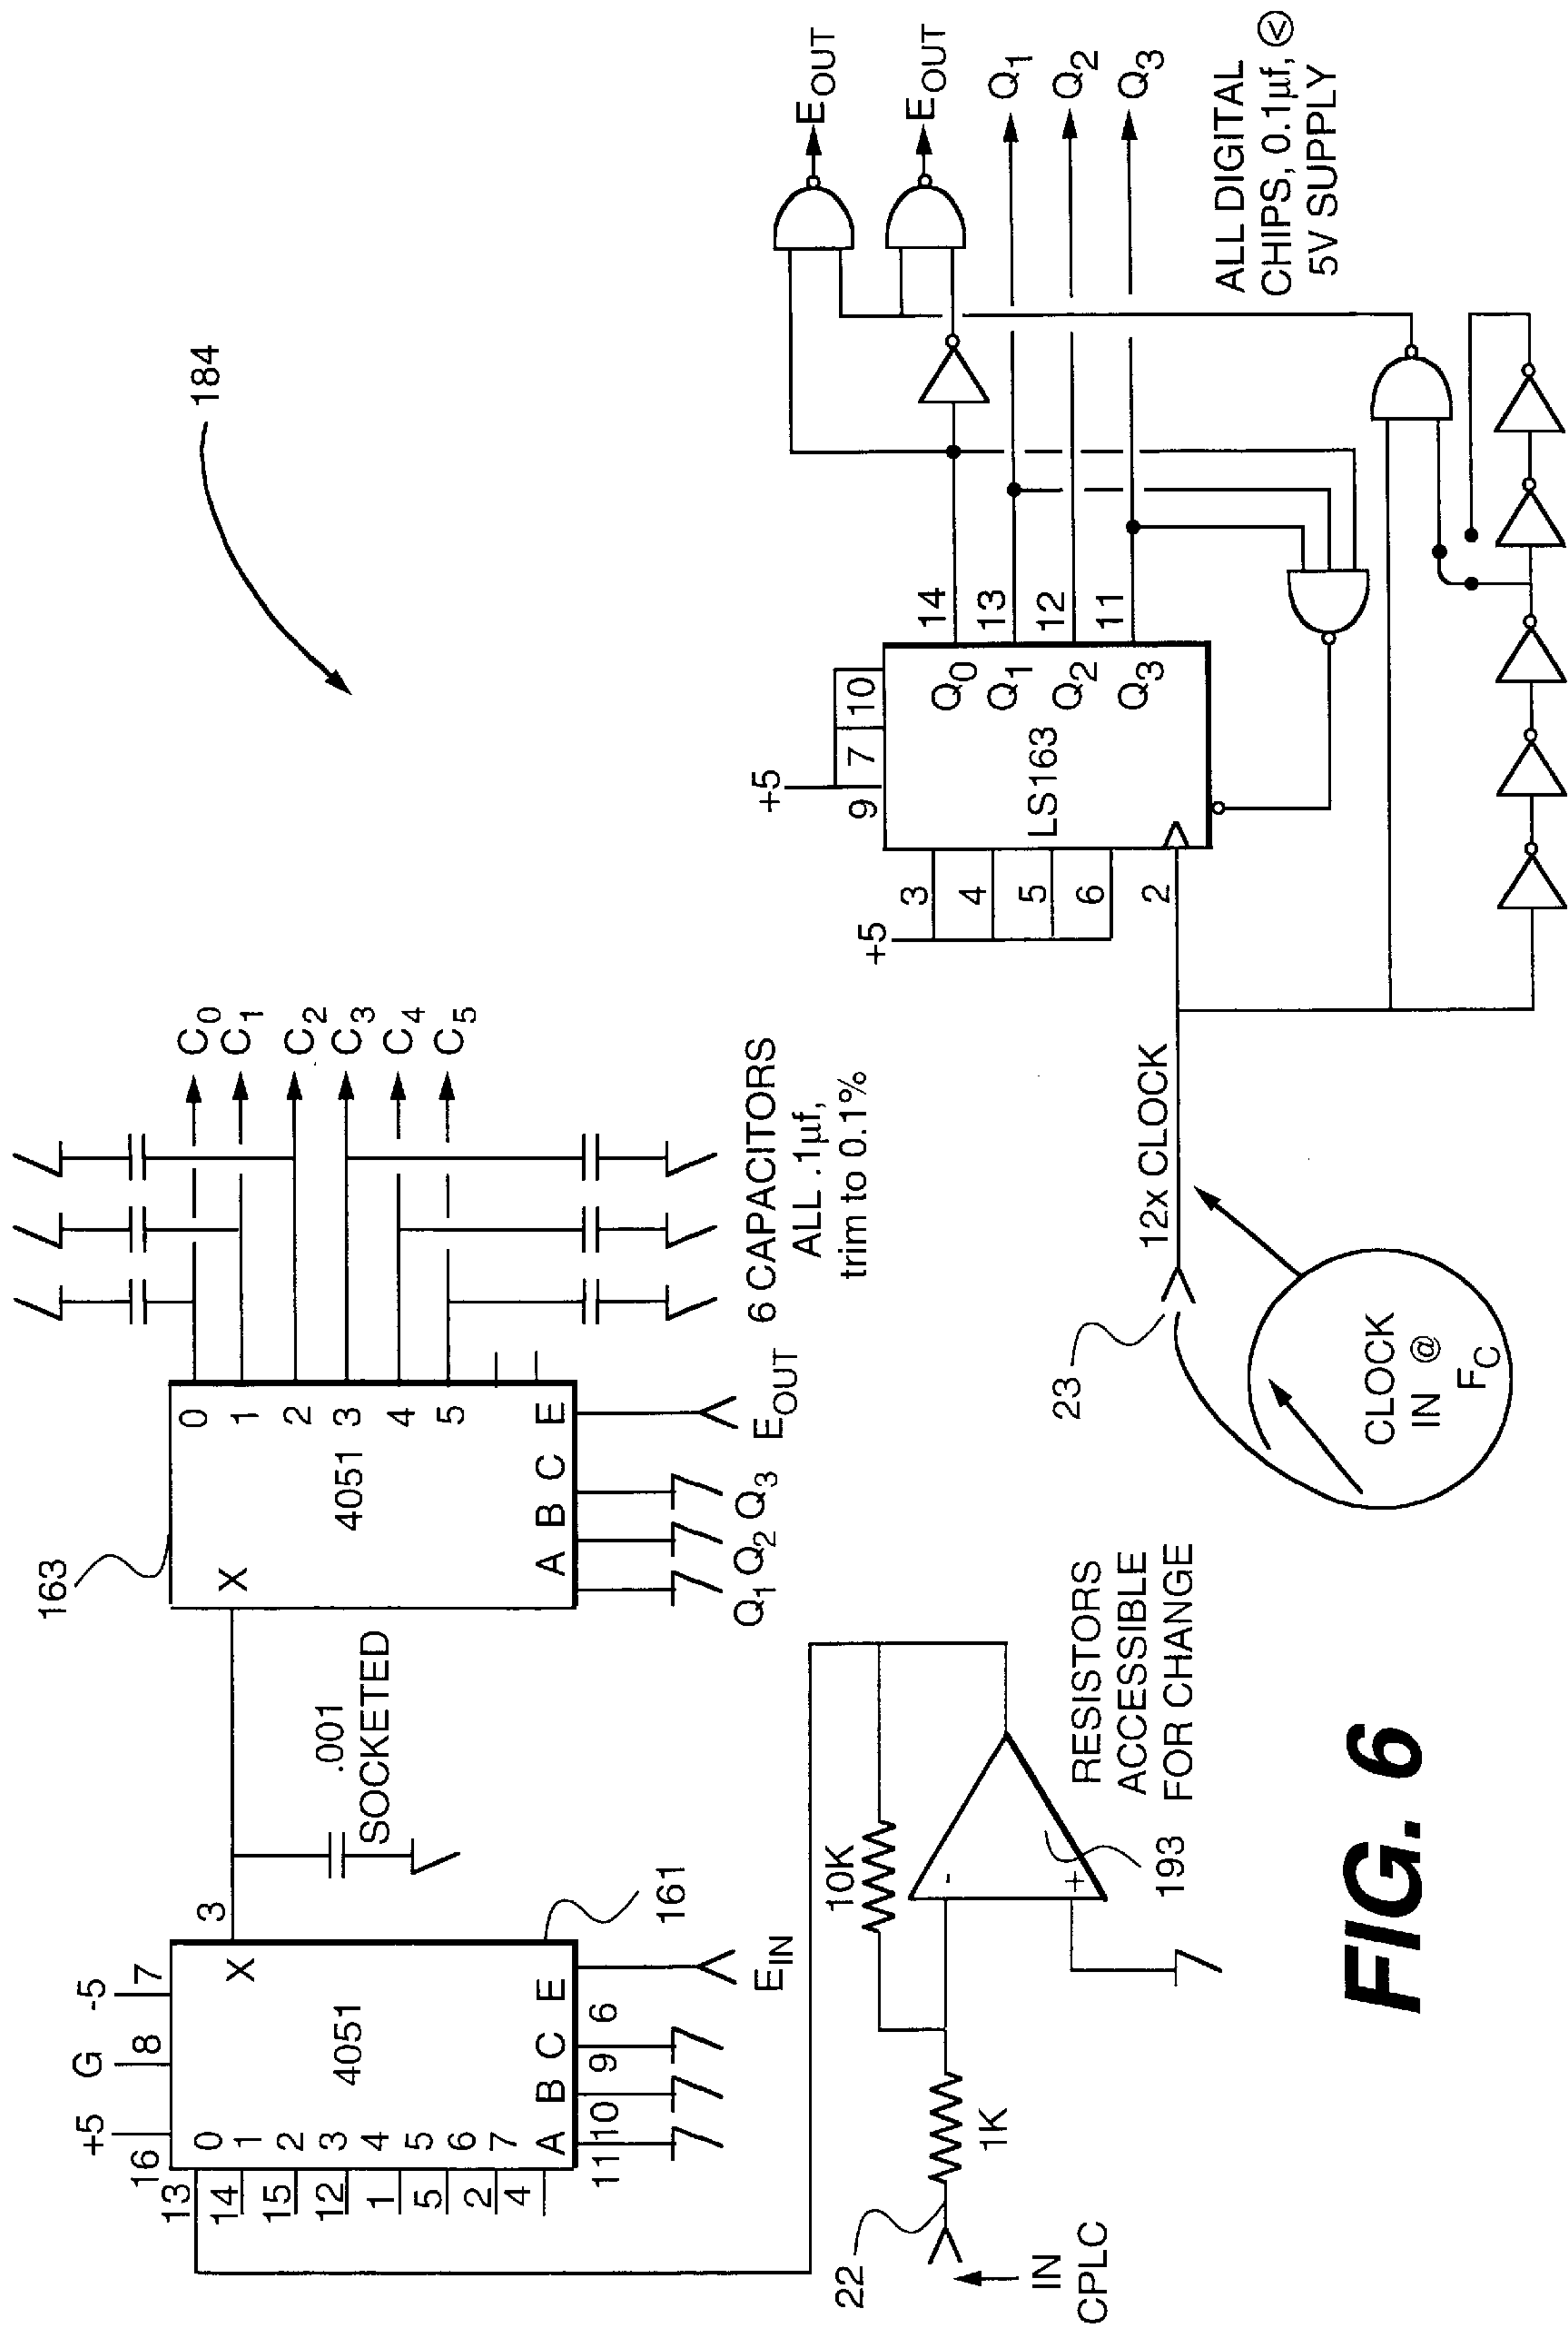 184
163
X
4051
0
1
2
3
4
5
A B C E
Q1 Q2 Q3 EOUT
C0
C1
C2
C3
C4
C5
6 CAPACITORS
ALL .1µf,
trim to 0.1%
.001
SOCKETED
+5 G -5
16 8 7
13
14
15
12
1
5
2
4
0
1
2
3
4
5
6
7
X
3
4051
A B C E
11 10 9 6
EIN
161
22
IN
CPLC
1K
10K
-
+
193
RESISTORS
ACCESSIBLE
FOR CHANGE
CLOCK
IN @
FC
23
12x CLOCK
+5
3
4
5
6
2
+5
9 7 10
LS163
Q0
Q1
Q2
Q3
14
13
12
11
EOUT
EOUT
Q1
Q2
Q3
ALL DIGITAL
CHIPS, 0.1µf, <
5V SUPPLY
FIG. 6